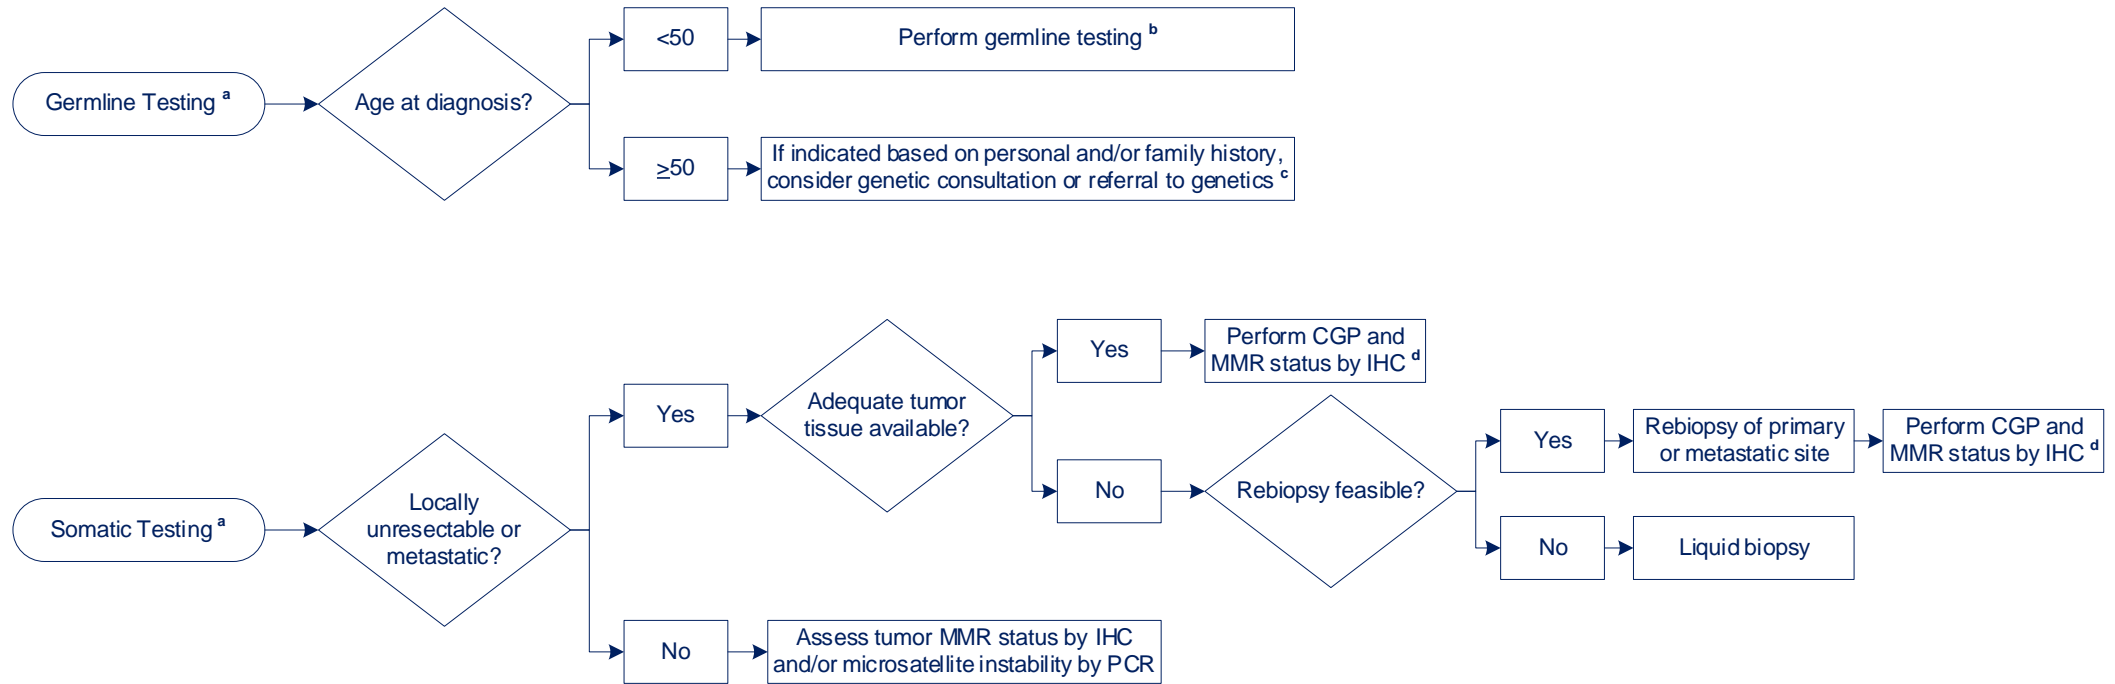 Germline Testing a
Age at diagnosis?
<50
Perform germline testing b
≥50
If indicated based on personal and/or family history,
consider genetic consultation or referral to genetics c
Somatic Testing a
Locally
unresectable or
metastatic?
Yes
Adequate tumor
tissue available?
Yes
Perform CGP and
MMR status by IHC d
No
Rebiopsy feasible?
Yes
Rebiopsy of primary
or metastatic site
Perform CGP and
MMR status by IHC d
No
Liquid biopsy
No
Assess tumor MMR status by IHC
and/or microsatellite instability by PCR